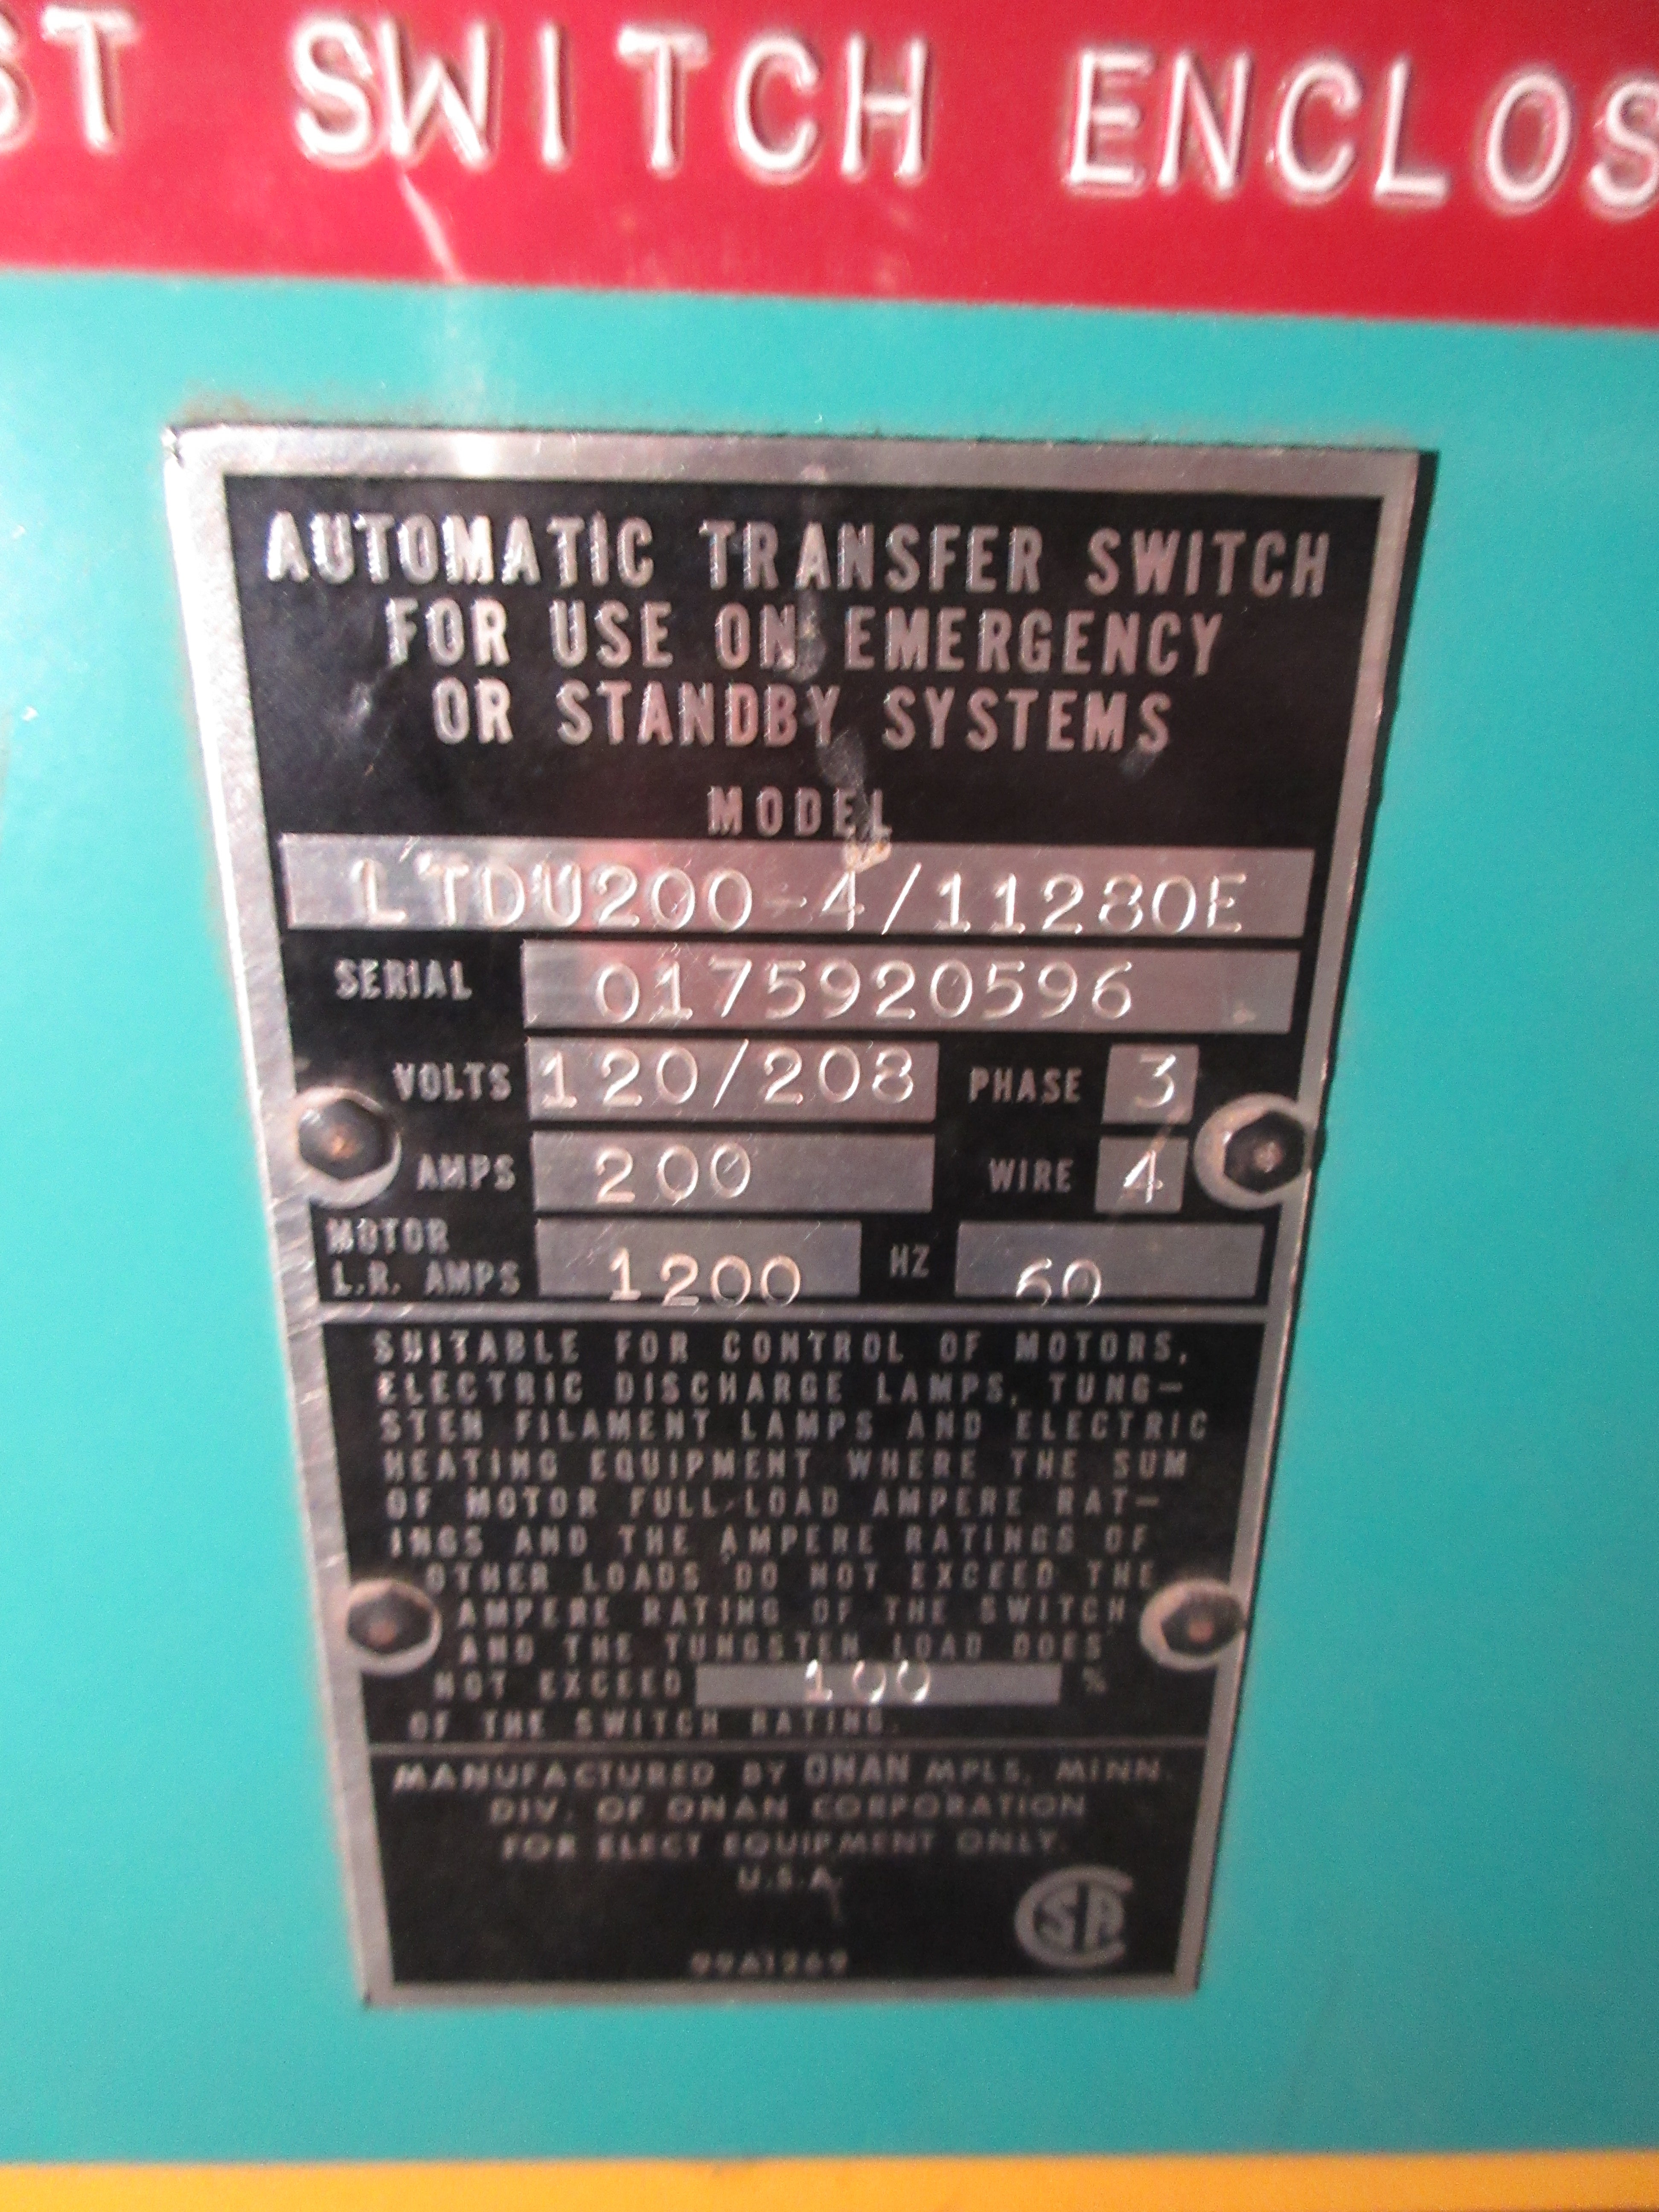 ST SWITCH ENCLOS
AUTOMATIC TRANSFER SWITCH
FOR USE ON EMERGENCY
OR STANDBY SYSTEMS
MODEL
LTDU200-4/11280E
SERIAL 0175920596
VOLTS 120/208 PHASE 3
AMPS 200 WIRE 4
MOTOR
L.R. AMPS 1200 HZ 60
SUITABLE FOR CONTROL OF MOTORS,
ELECTRIC DISCHARGE LAMPS, TUNG-
STEN FILAMENT LAMPS AND ELECTRIC
HEATING EQUIPMENT WHERE THE SUM
OF MOTOR FULL-LOAD AMPERE RAT-
INGS AND THE AMPERE RATINGS OF
OTHER LOADS DO NOT EXCEED THE
AMPERE RATING OF THE SWITCH
AND THE TUNGSTEN LOAD DOES
NOT EXCEED 100 %
OF THE SWITCH RATING.
MANUFACTURED BY ONAN MPLS. MINN.
DIV. OF ONAN CORPORATION
FOR ELECT EQUIPMENT ONLY.
U.S.A.
CSA
99A1269